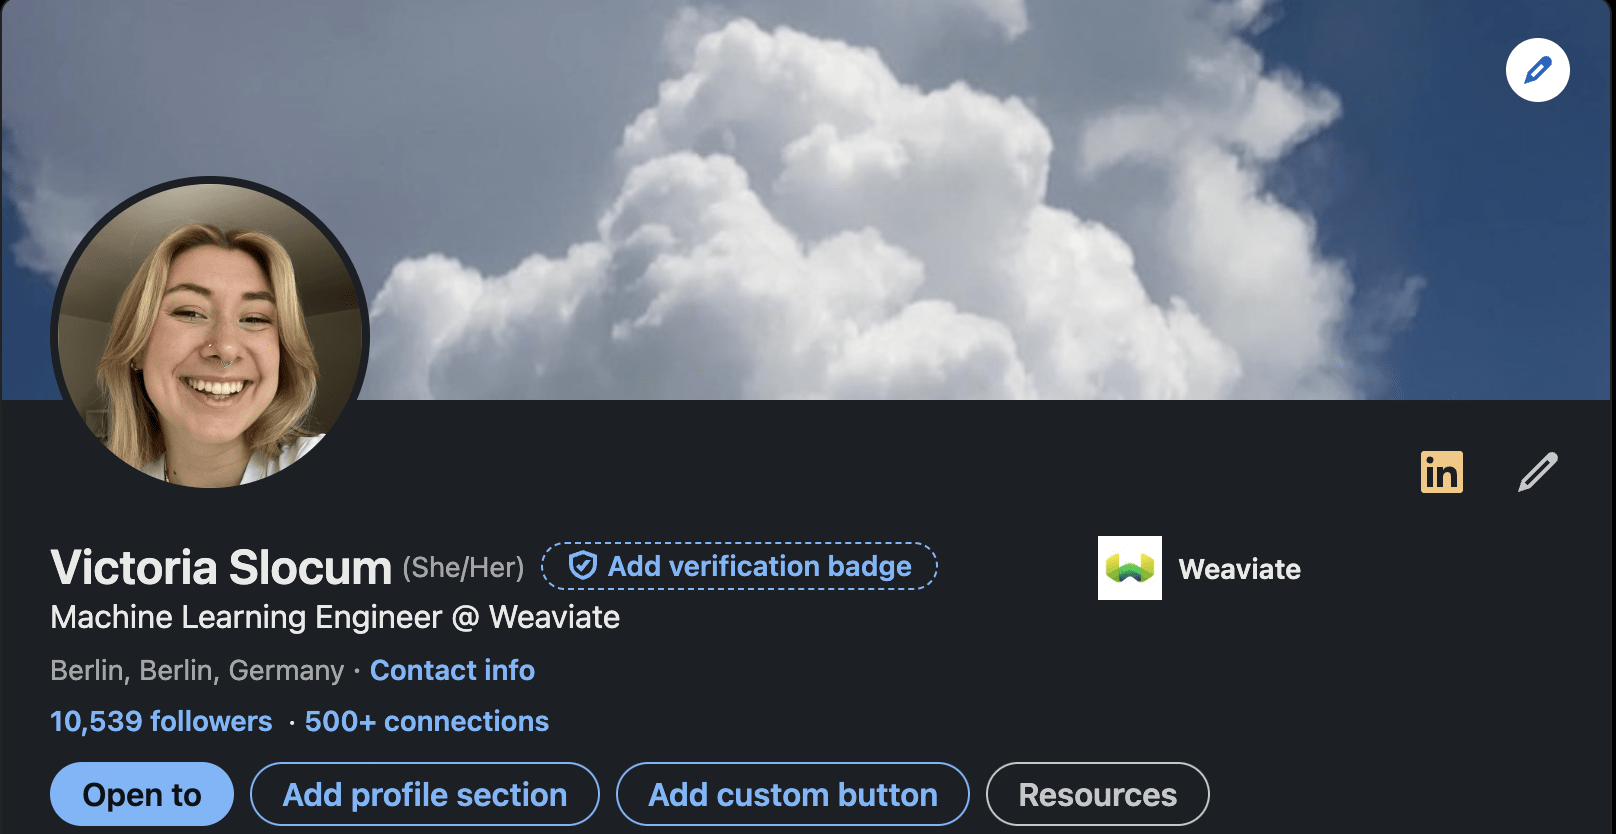 in
Victoria Slocum (She/Her) Add verification badge
Weaviate
Machine Learning Engineer @ Weaviate
Berlin, Berlin, Germany · Contact info
10,539 followers · 500+ connections
Open to
Add profile section
Add custom button
Resources